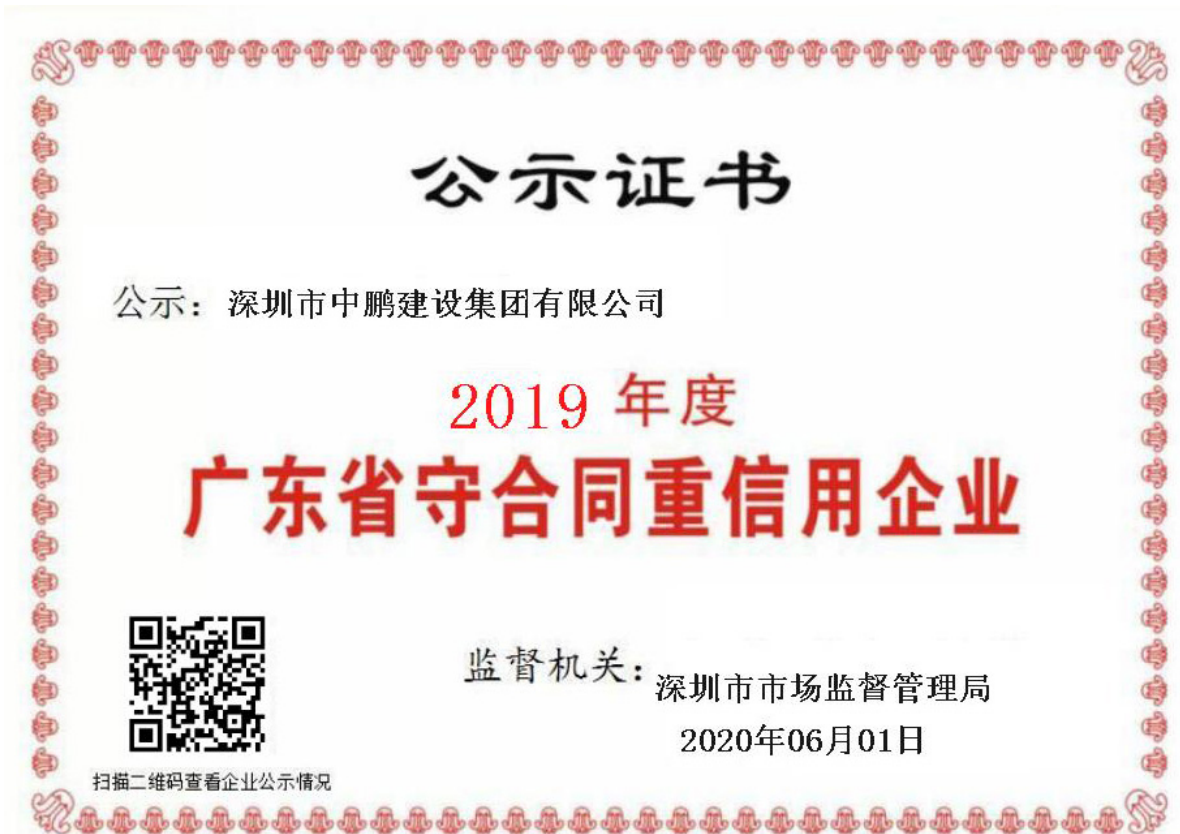 公示证书
公示：深圳市中鹏建设集团有限公司
2019 年度
广东省守合同重信用企业
监督机关：深圳市市场监督管理局
2020年06月01日
扫描二维码查看企业公示情况